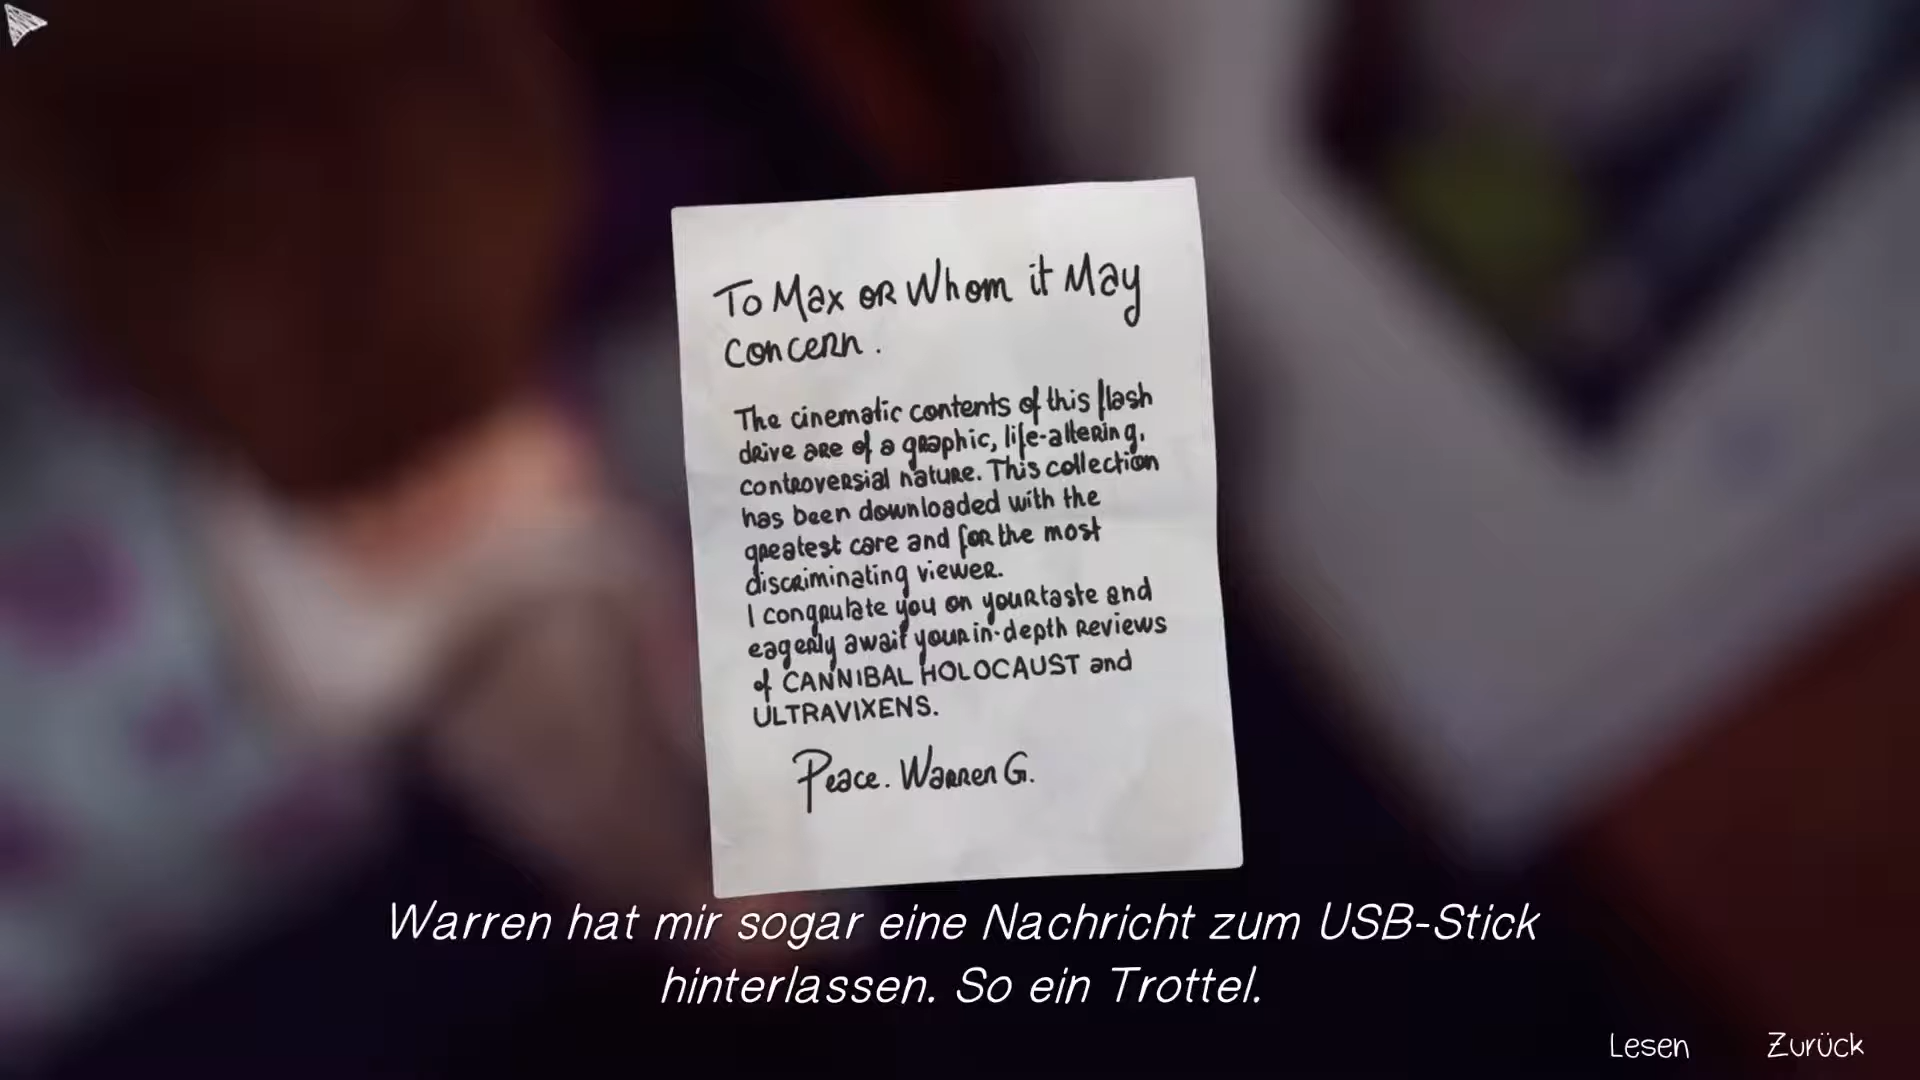 To Max or Whom it May
Concern.
The cinematic contents of this flash
drive are of a graphic, life-altering,
controversial nature. This collection
has been downloaded with the
greatest care and for the most
discriminating viewer.
I congrulate you on your taste and
eagerly await your in-depth reviews
of CANNIBAL HOLOCAUST and
ULTRAVIXENS.
Peace. Warren G.
Warren hat mir sogar eine Nachricht zum USB-Stick
hinterlassen. So ein Trottel.
Lesen Zurück